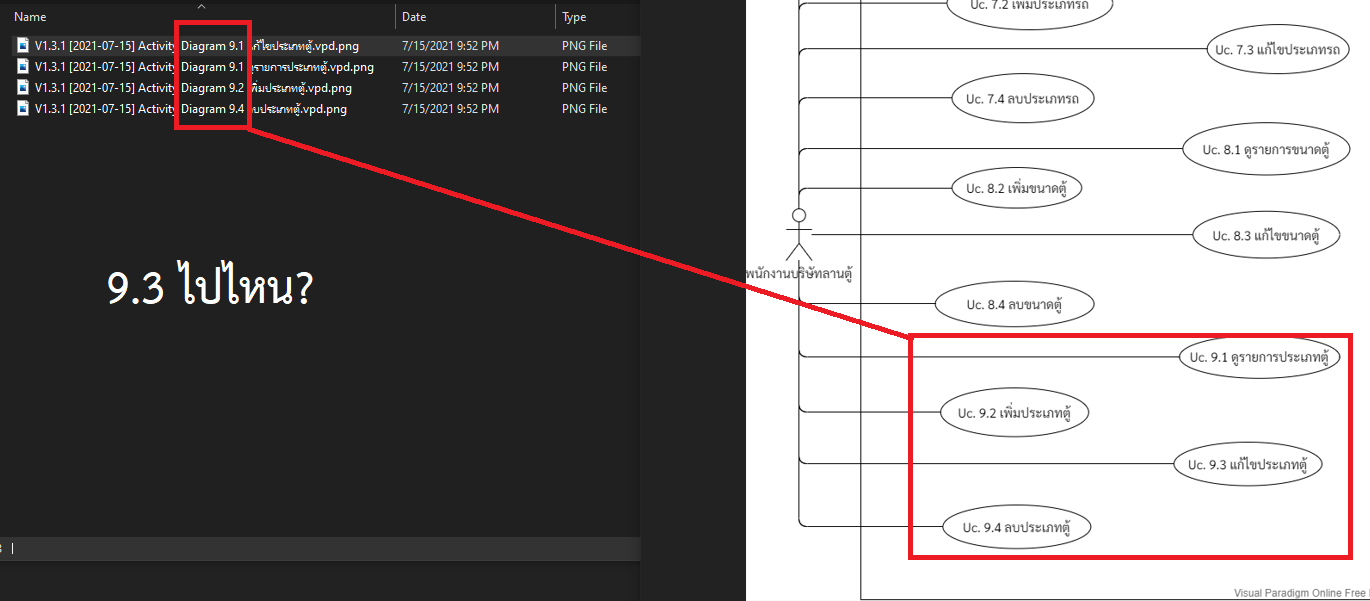 Name
Date
Type
V1.3.1 [2021-07-15] Activity Diagram 9.1 แก้ไขประเภทตู้.vpd.png 7/15/2021 9:52 PM PNG File
V1.3.1 [2021-07-15] Activity Diagram 9.1 ดูรายการประเภทตู้.vpd.png 7/15/2021 9:52 PM PNG File
V1.3.1 [2021-07-15] Activity Diagram 9.2 เพิ่มประเภทตู้.vpd.png 7/15/2021 9:52 PM PNG File
V1.3.1 [2021-07-15] Activity Diagram 9.4 ลบประเภทตู้.vpd.png 7/15/2021 9:52 PM PNG File
9.3 ไปไหน?
Uc. 7.2 เพิ่มประเภทรถ
Uc. 7.3 แก้ไขประเภทรถ
Uc. 7.4 ลบประเภทรถ
Uc. 8.1 ดูรายการขนาดตู้
Uc. 8.2 เพิ่มขนาดตู้
Uc. 8.3 แก้ไขขนาดตู้
พนักงานบริษัทลานตู้
Uc. 8.4 ลบขนาดตู้
Uc. 9.1 ดูรายการประเภทตู้
Uc. 9.2 เพิ่มประเภทตู้
Uc. 9.3 แก้ไขประเภทตู้
Uc. 9.4 ลบประเภทตู้
Visual Paradigm Online Free